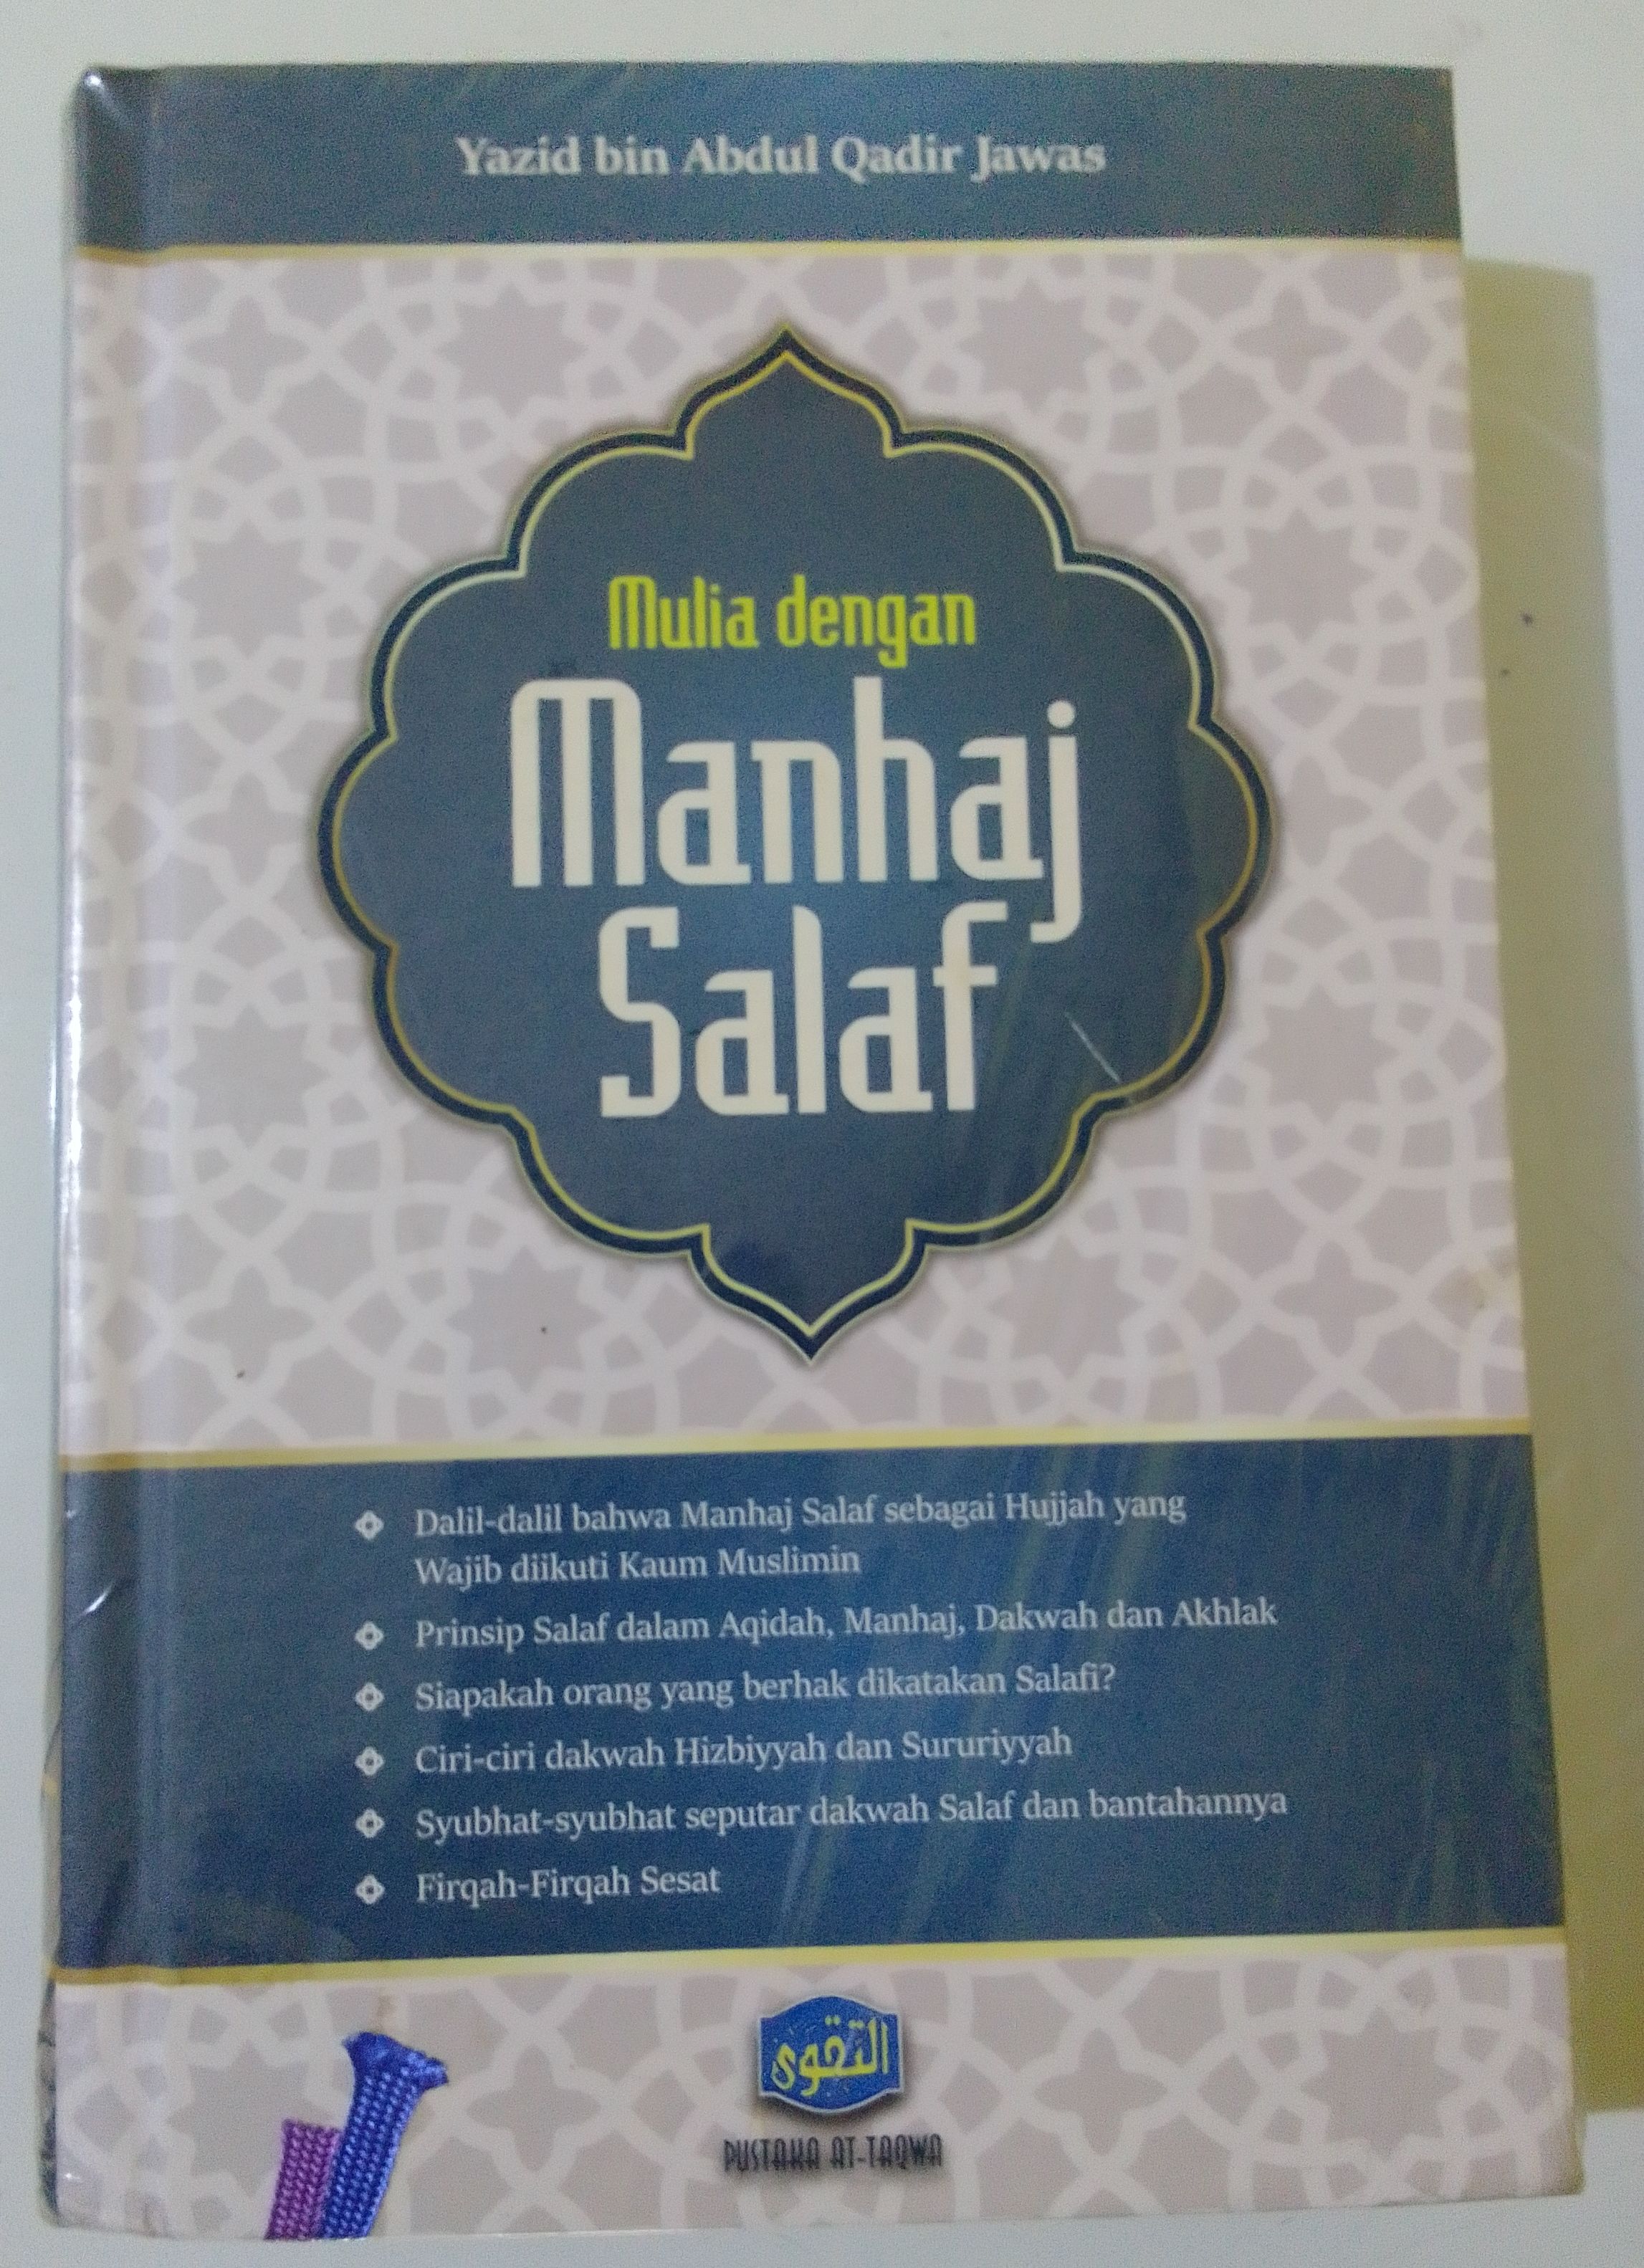 Yazid bin Abdul Qadir Jawas
Mulia dengan
Manhaj
Salaf
Dalil-dalil bahwa Manhaj Salaf sebagai Hujjah yang
Wajib diikuti Kaum Muslimin
Prinsip Salaf dalam Aqidah, Manhaj, Dakwah dan Akhlak
Siapakah orang yang berhak dikatakan Salafi?
Ciri-ciri dakwah Hizbiyyah dan Sururiyyah
Syubhat-syubhat seputar dakwah Salaf dan bantahannya
Firqah-Firqah Sesat
التقوى
PUSTAKA AT-TAQWA